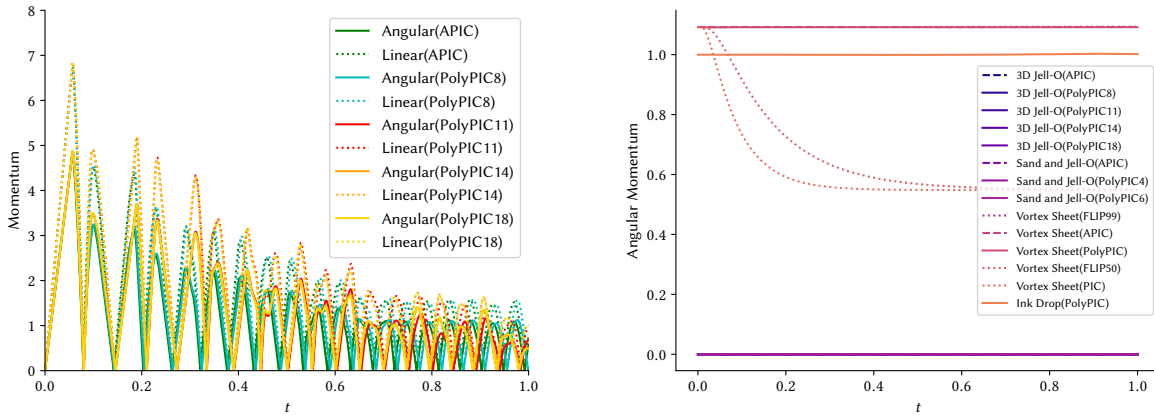 8
7
6
5
4
3
2
1
0
Momentum
0.0 0.2 0.4 0.6 0.8 1.0
t
Angular(APIC)
Linear(APIC)
Angular(PolyPIC8)
Linear(PolyPIC8)
Angular(PolyPIC11)
Linear(PolyPIC11)
Angular(PolyPIC14)
Linear(PolyPIC14)
Angular(PolyPIC18)
Linear(PolyPIC18)
1.0
0.8
0.6
0.4
0.2
0.0
Angular Momentum
0.0 0.2 0.4 0.6 0.8 1.0
t
3D Jell-O(APIC)
3D Jell-O(PolyPIC8)
3D Jell-O(PolyPIC11)
3D Jell-O(PolyPIC14)
3D Jell-O(PolyPIC18)
Sand and Jell-O(APIC)
Sand and Jell-O(PolyPIC4)
Sand and Jell-O(PolyPIC6)
Vortex Sheet(FLIP99)
Vortex Sheet(APIC)
Vortex Sheet(PolyPIC)
Vortex Sheet(FLIP50)
Vortex Sheet(PIC)
Ink Drop(PolyPIC)